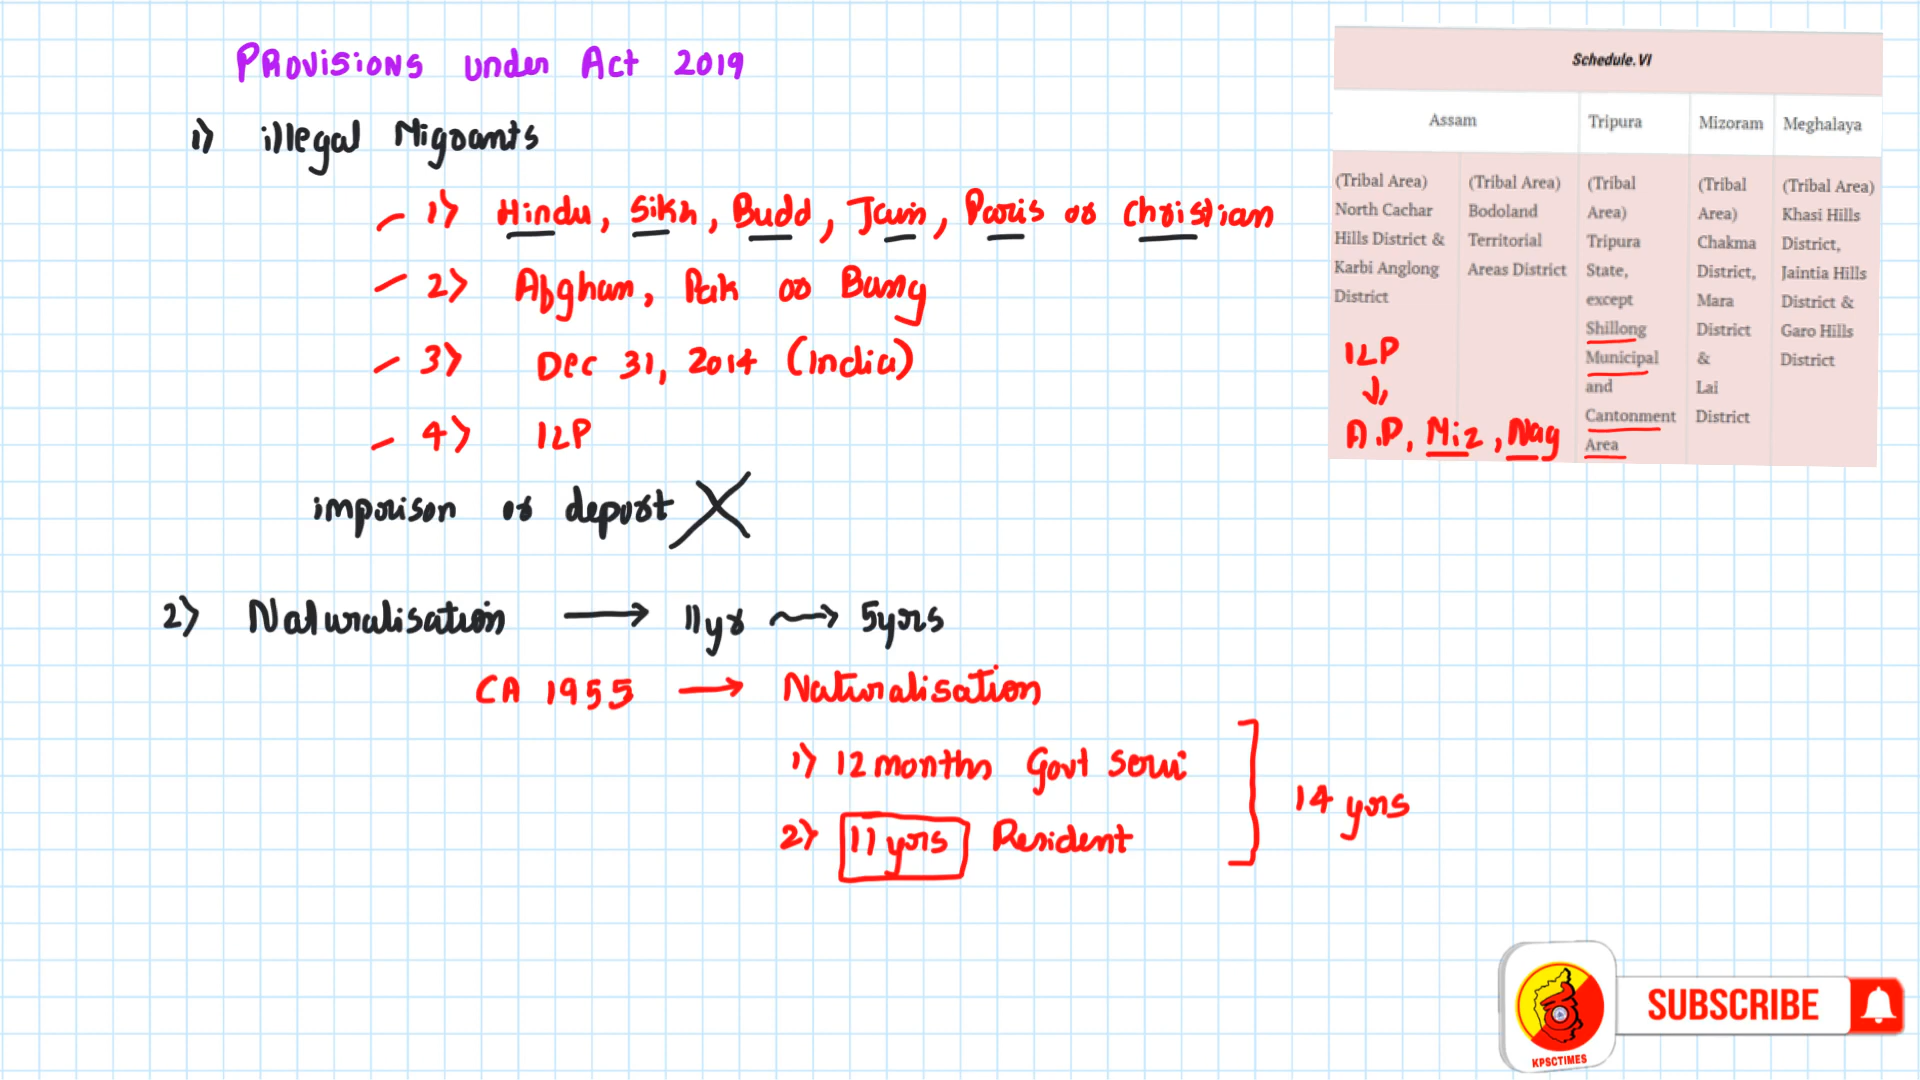 PROVISIONS under Act 2019
1) illegal Migrants
1) Hindu, Sikh, Budd, Jain, Paris or Christian
2) Afghan, Pak or Bang
3) Dec 31, 2014 (India)
4) ILP
imporison or deport X
2) Naturalisation → 11yr → 5yrs
CA 1955 → Naturalisation
1) 12 months Govt Servi
2) 11 yrs Resident
14 yrs
Schedule.VI
Assam Tripura Mizoram Meghalaya
(Tribal Area)
North Cachar
Hills District &
Karbi Anglong
District
(Tribal Area)
Bodoland
Territorial
Areas District
(Tribal
Area)
Tripura
State,
except
Shillong
Municipal
and
Cantonment
Area
(Tribal
Area)
Chakma
District,
Mara
District
&
Lai
District
(Tribal Area)
Khasi Hills
District,
Jaintia Hills
District &
Garo Hills
District
ILP
↓
A.P, Miz, Nag
KPSCTIMES
SUBSCRIBE